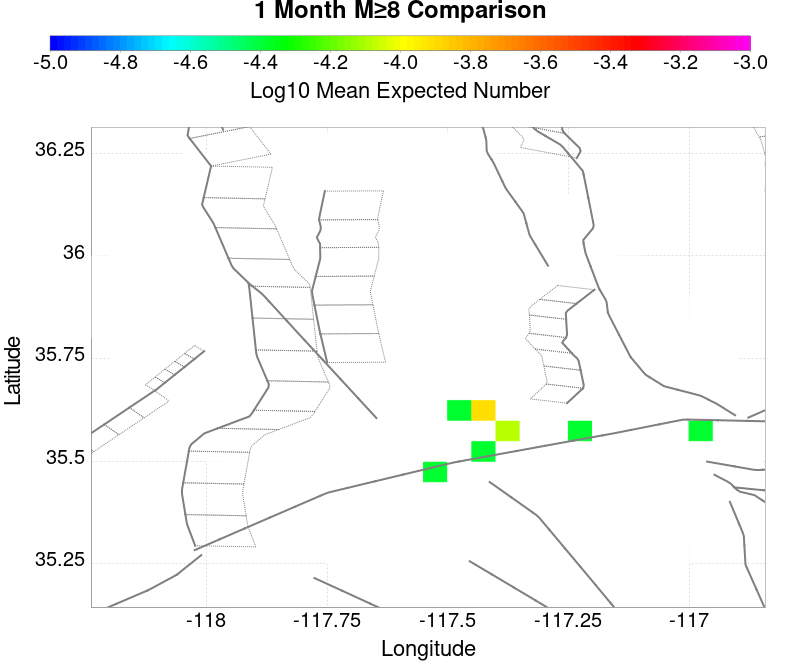 1 Month M≥8 Comparison
-5.0 -4.8 -4.6 -4.4 -4.2 -4.0 -3.8 -3.6 -3.4 -3.2 -3.0
Log10 Mean Expected Number
36.25
36
35.75
35.5
35.25
Latitude
-118 -117.75 -117.5 -117.25 -117
Longitude